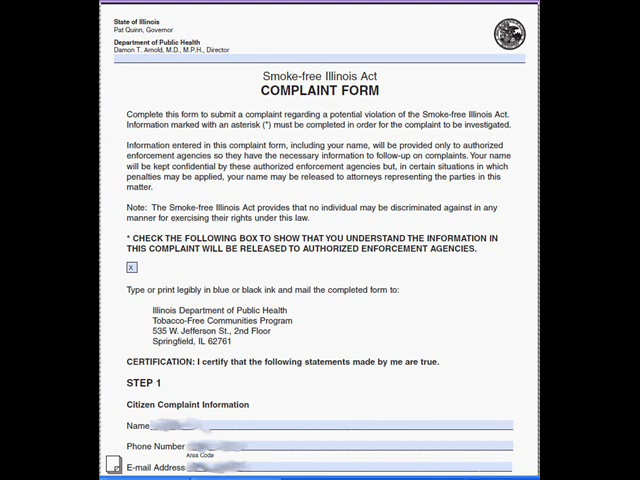 State of Illinois
Pat Quinn, Governor
Department of Public Health
Damon T. Arnold, M.D., M.P.H., Director
Smoke-free Illinois Act
COMPLAINT FORM
Complete this form to submit a complaint regarding a potential violation of the Smoke-free Illinois Act.
Information marked with an asterisk (*) must be completed in order for the complaint to be investigated.
Information entered in this complaint form, including your name, will be provided only to authorized
enforcement agencies so they have the necessary information to follow-up on complaints. Your name
will be kept confidential by these authorized enforcement agencies but, in certain situations in which
penalties may be applied, your name may be released to attorneys representing the parties in this
matter.
Note: The Smoke-free Illinois Act provides that no individual may be discriminated against in any
manner for exercising their rights under this law.
* CHECK THE FOLLOWING BOX TO SHOW THAT YOU UNDERSTAND THE INFORMATION IN
THIS COMPLAINT WILL BE RELEASED TO AUTHORIZED ENFORCEMENT AGENCIES.
X
Type or print legibly in blue or black ink and mail the completed form to:
Illinois Department of Public Health
Tobacco-Free Communities Program
535 W. Jefferson St., 2nd Floor
Springfield, IL 62761
CERTIFICATION: I certify that the following statements made by me are true.
STEP 1
Citizen Complaint Information
Name
Phone Number
Area Code
E-mail Address